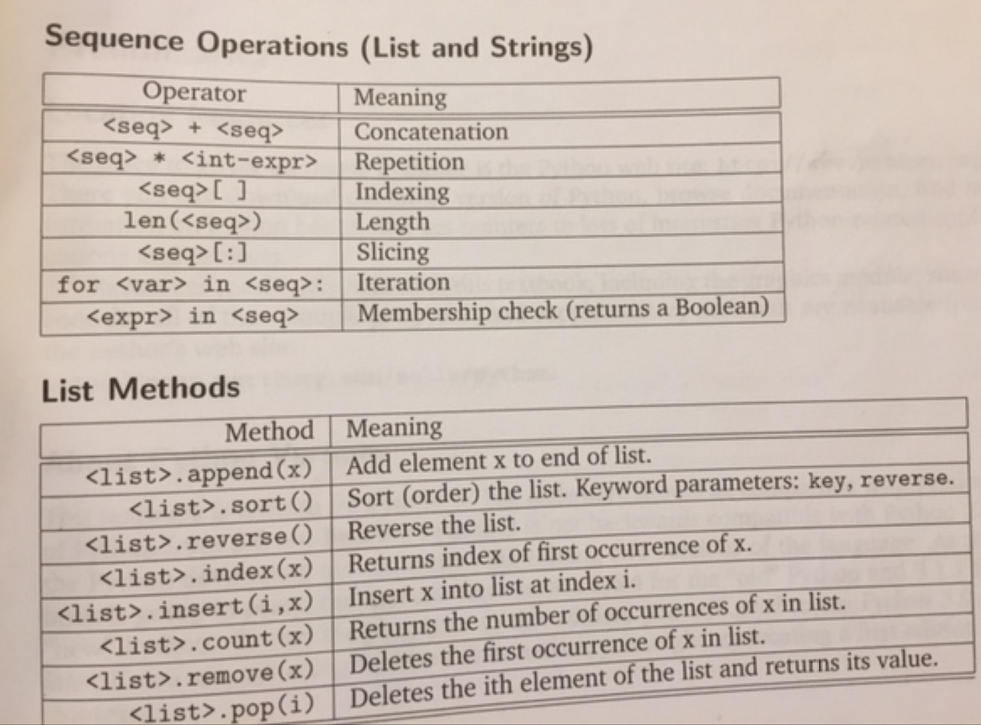 Sequence Operations (List and Strings)
Operator Meaning
<seq> + <seq> Concatenation
<seq> * <int-expr> Repetition
<seq>[ ] Indexing
len(<seq>) Length
<seq>[:] Slicing
for <var> in <seq>: Iteration
<expr> in <seq> Membership check (returns a Boolean)
List Methods
Method Meaning
<list>.append(x) Add element x to end of list.
<list>.sort() Sort (order) the list. Keyword parameters: key, reverse.
<list>.reverse() Reverse the list.
<list>.index(x) Returns index of first occurrence of x.
<list>.insert(i,x) Insert x into list at index i.
<list>.count(x) Returns the number of occurrences of x in list.
<list>.remove(x) Deletes the first occurrence of x in list.
<list>.pop(i) Deletes the ith element of the list and returns its value.